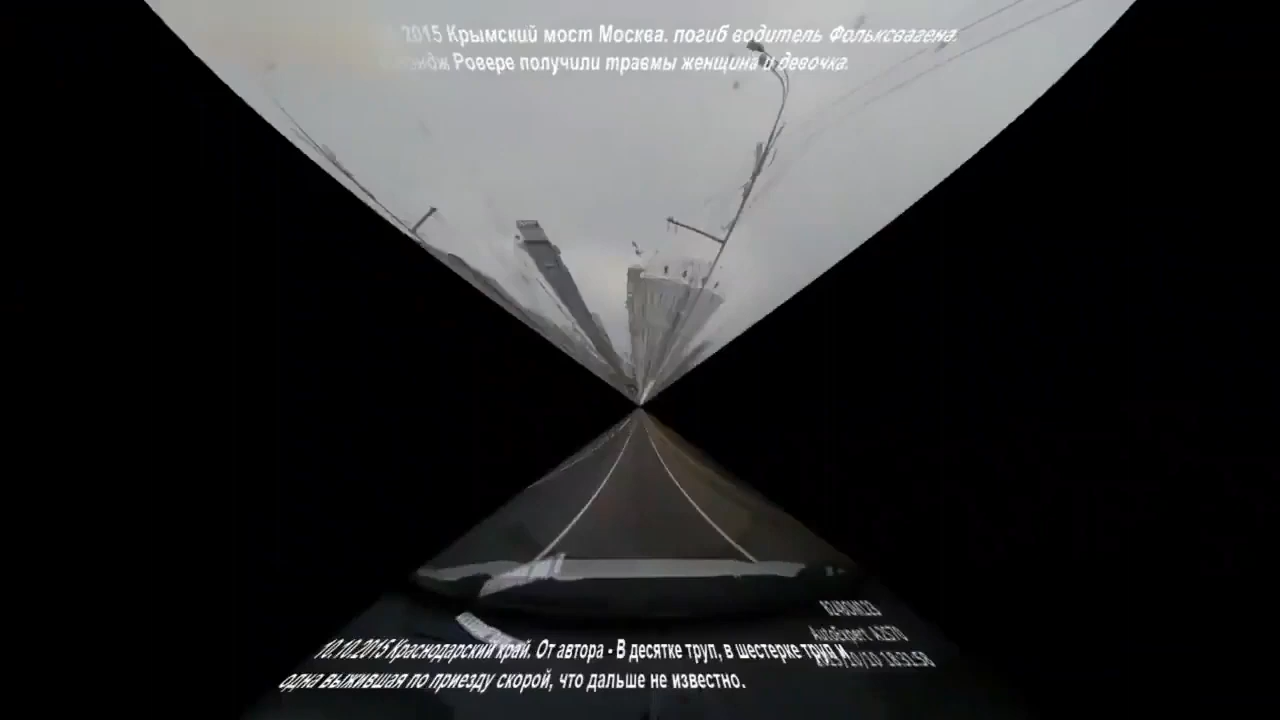 2015 Крымский мост Москва. погиб водитель Фольксвагена.
Ровере получили травмы женщина и девочка.
AutoExpert
10.10.2015 Краснодарский край. От автора - В десятке труп, в шестерке труп и
одна выжившая по приезду скорой, что дальше не известно.